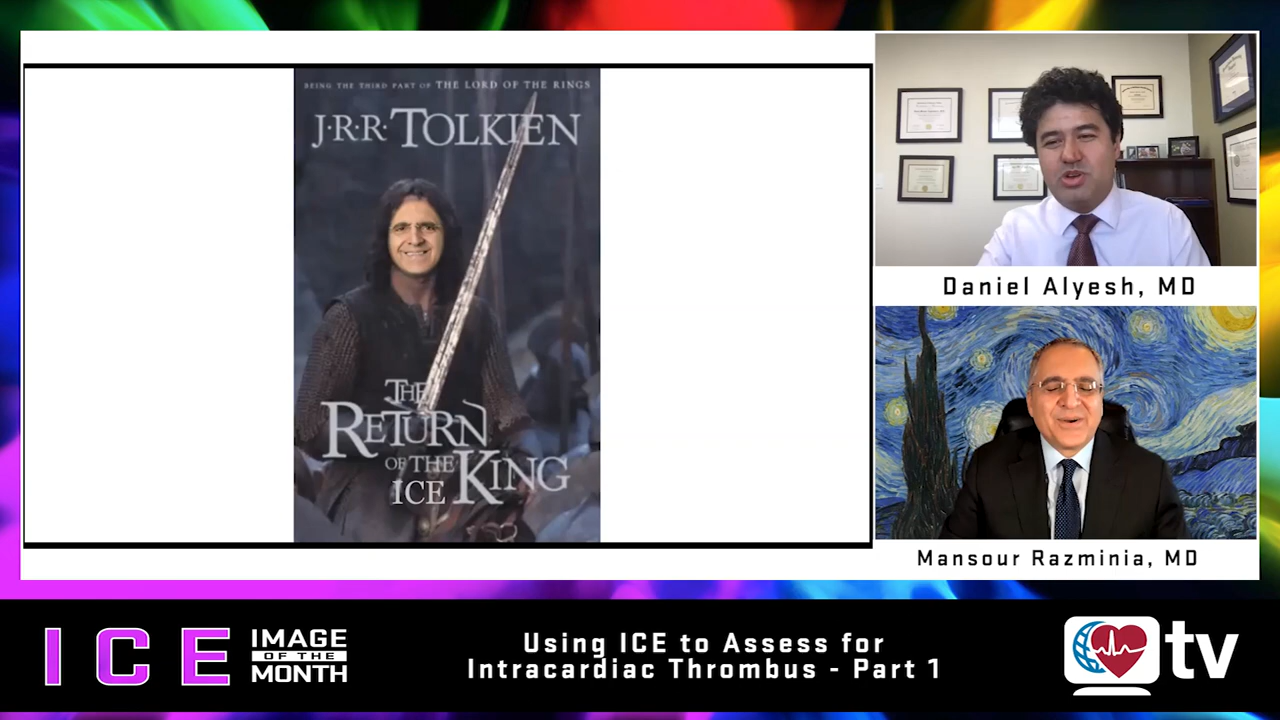 BEING THE THIRD PART OF THE LORD OF THE RINGS
J·R·R· TOLKIEN
THE
RETURN
OF THE
ICE KING
Daniel Alyesh, MD
Mansour Razminia, MD
ICE
IMAGE
OF THE
MONTH
Using ICE to Assess for
Intracardiac Thrombus - Part 1
tv